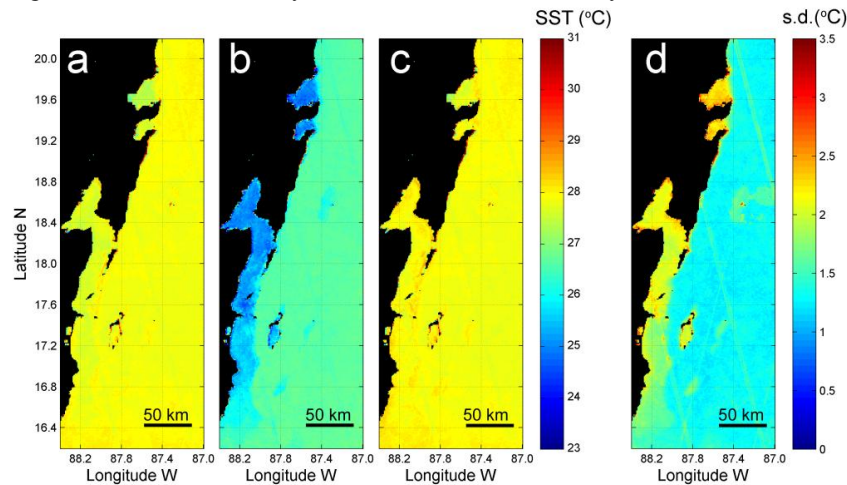 SST (°C)
s.d.(°C)
a
b
c
d
20.0
19.6
19.2
18.8
18.4
18.0
17.6
17.2
16.8
16.4
Latitude N
50 km
50 km
50 km
50 km
31
30
29
28
27
26
25
24
23
3.5
3
2.5
2
1.5
1
0.5
0
88.2 87.8 87.4 87.0
88.2 87.8 87.4 87.0
88.2 87.8 87.4 87.0
88.2 87.8 87.4 87.0
Longitude W
Longitude W
Longitude W
Longitude W